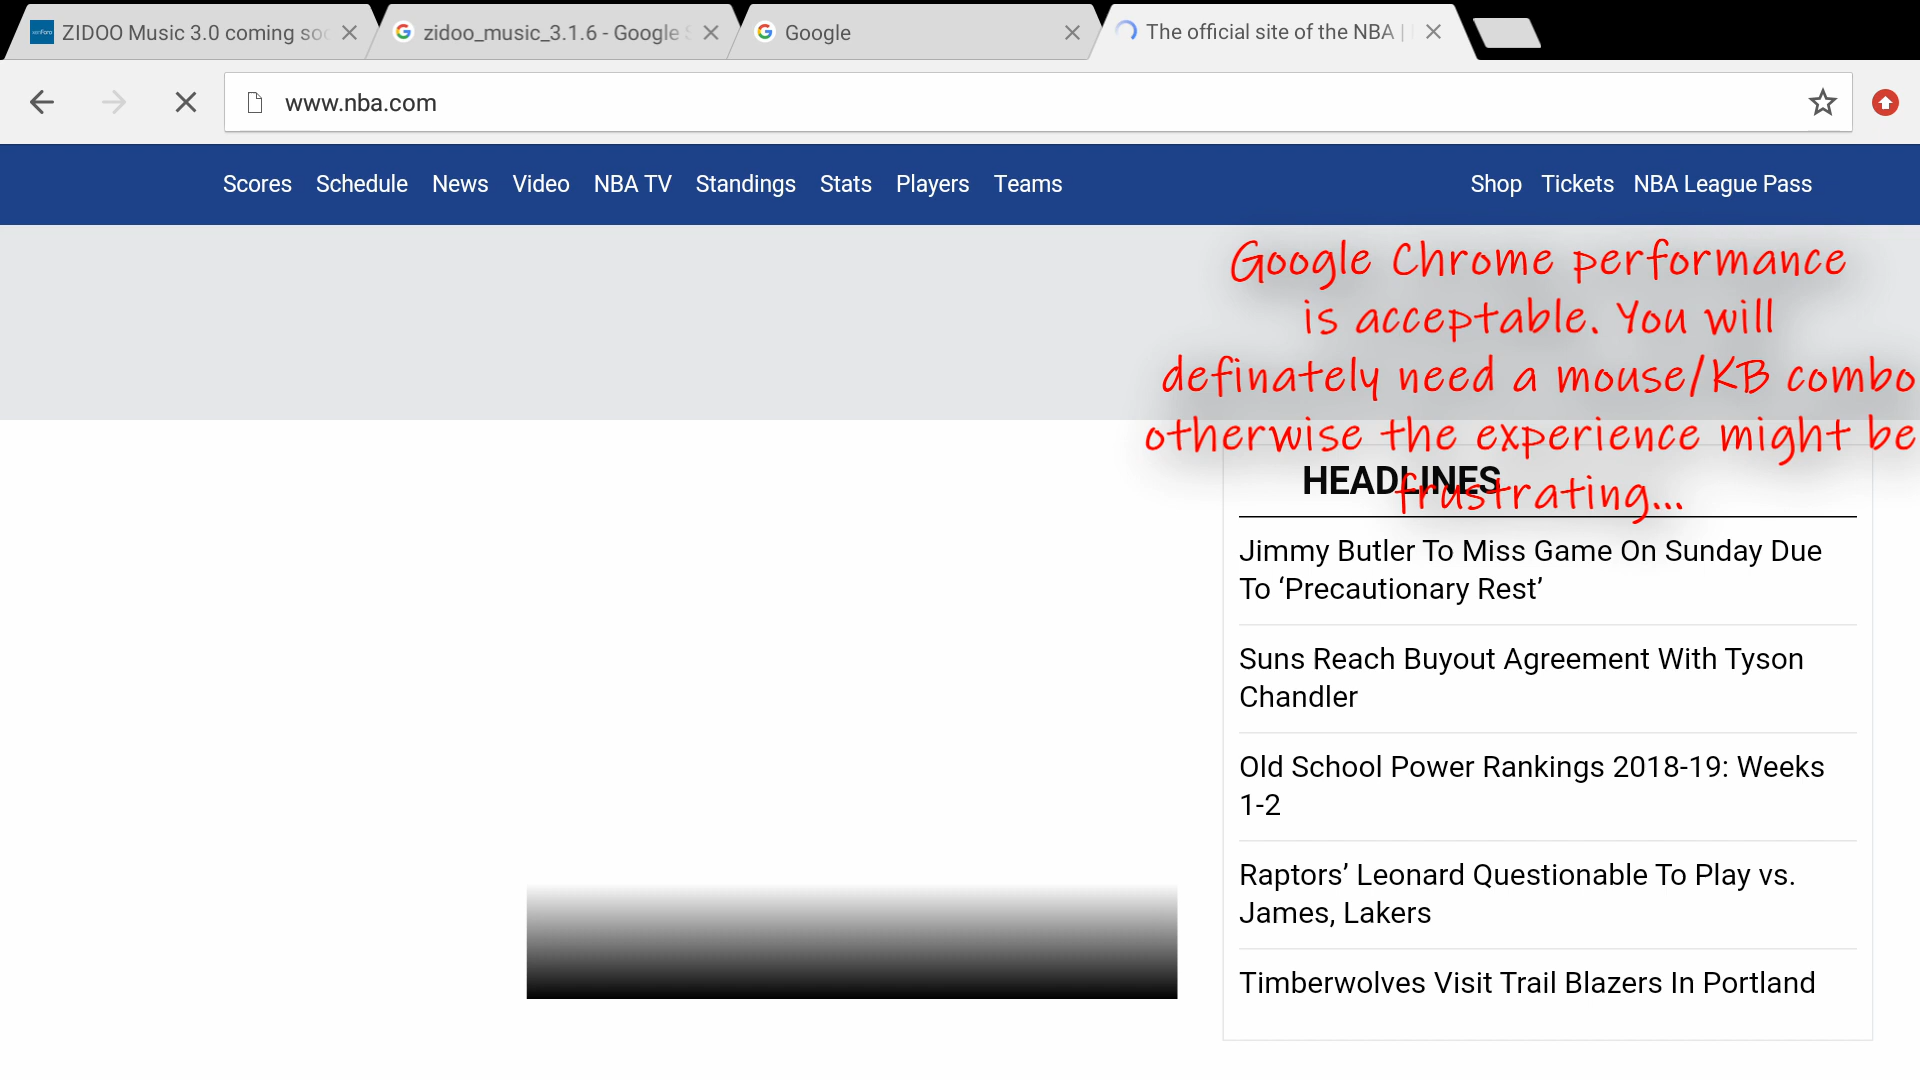 ZIDOO Music 3.0 coming soo
zidoo_music_3.1.6 - Google S
Google
The official site of the NBA |
www.nba.com
Scores Schedule News Video NBA TV Standings Stats Players Teams
Shop Tickets NBA League Pass
Google Chrome performance
is acceptable. You will
definately need a mouse/KB combo
otherwise the experience might be
frustrating...
HEADLINES
Jimmy Butler To Miss Game On Sunday Due
To ‘Precautionary Rest’
Suns Reach Buyout Agreement With Tyson
Chandler
Old School Power Rankings 2018-19: Weeks
1-2
Raptors’ Leonard Questionable To Play vs.
James, Lakers
Timberwolves Visit Trail Blazers In Portland